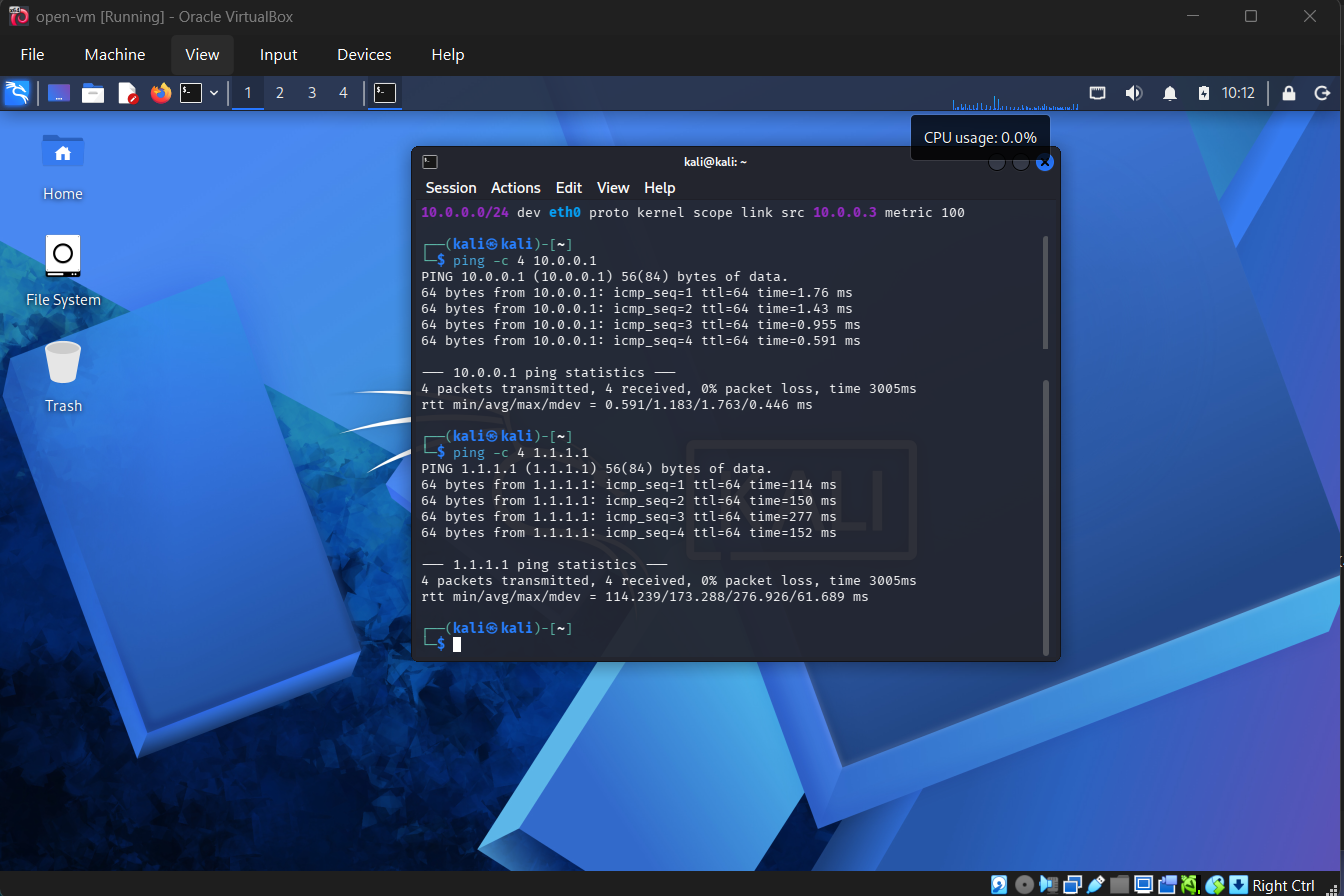 open-vm [Running] - Oracle VirtualBox
File Machine View Input Devices Help
1 2 3 4 10:12
CPU usage: 0.0%
Home
File System
Trash
kali@kali: ~
Session Actions Edit View Help
10.0.0.0/24 dev eth0 proto kernel scope link src 10.0.0.3 metric 100
┌──(kali㉿kali)-[~]
└─$ ping -c 4 10.0.0.1
PING 10.0.0.1 (10.0.0.1) 56(84) bytes of data.
64 bytes from 10.0.0.1: icmp_seq=1 ttl=64 time=1.76 ms
64 bytes from 10.0.0.1: icmp_seq=2 ttl=64 time=1.43 ms
64 bytes from 10.0.0.1: icmp_seq=3 ttl=64 time=0.955 ms
64 bytes from 10.0.0.1: icmp_seq=4 ttl=64 time=0.591 ms
--- 10.0.0.1 ping statistics ---
4 packets transmitted, 4 received, 0% packet loss, time 3005ms
rtt min/avg/max/mdev = 0.591/1.183/1.763/0.446 ms
┌──(kali㉿kali)-[~]
└─$ ping -c 4 1.1.1.1
PING 1.1.1.1 (1.1.1.1) 56(84) bytes of data.
64 bytes from 1.1.1.1: icmp_seq=1 ttl=64 time=114 ms
64 bytes from 1.1.1.1: icmp_seq=2 ttl=64 time=150 ms
64 bytes from 1.1.1.1: icmp_seq=3 ttl=64 time=277 ms
64 bytes from 1.1.1.1: icmp_seq=4 ttl=64 time=152 ms
--- 1.1.1.1 ping statistics ---
4 packets transmitted, 4 received, 0% packet loss, time 3005ms
rtt min/avg/max/mdev = 114.239/173.288/276.926/61.689 ms
┌──(kali㉿kali)-[~]
└─$
KALI
Right Ctrl